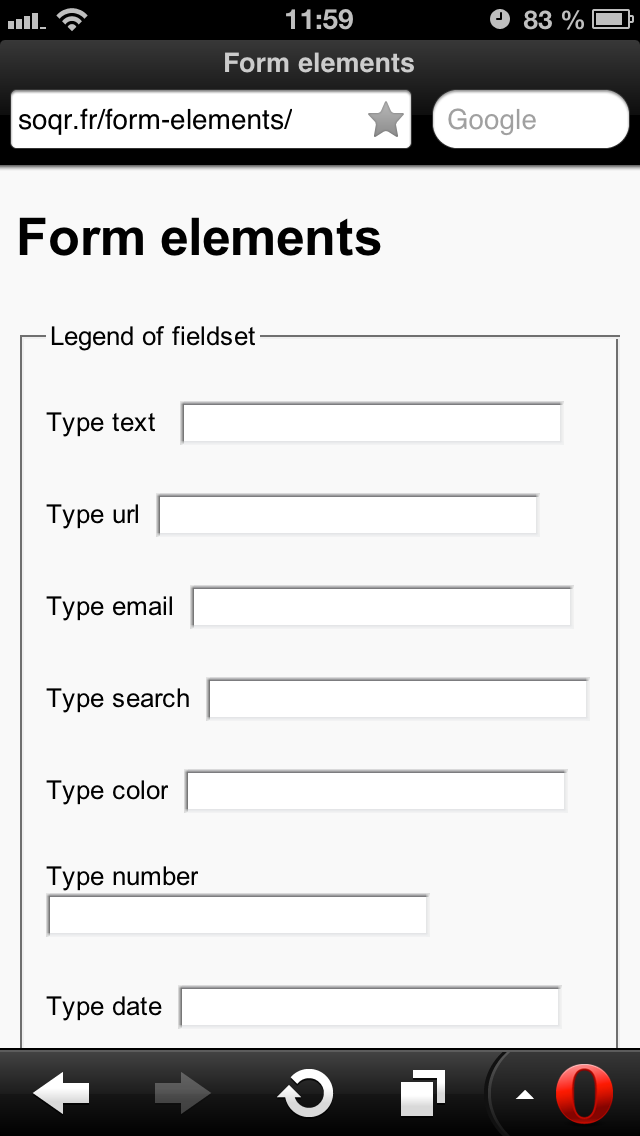 11:59 83 %
Form elements
soqr.fr/form-elements/ Google
Form elements
Legend of fieldset
Type text
Type url
Type email
Type search
Type color
Type number
Type date